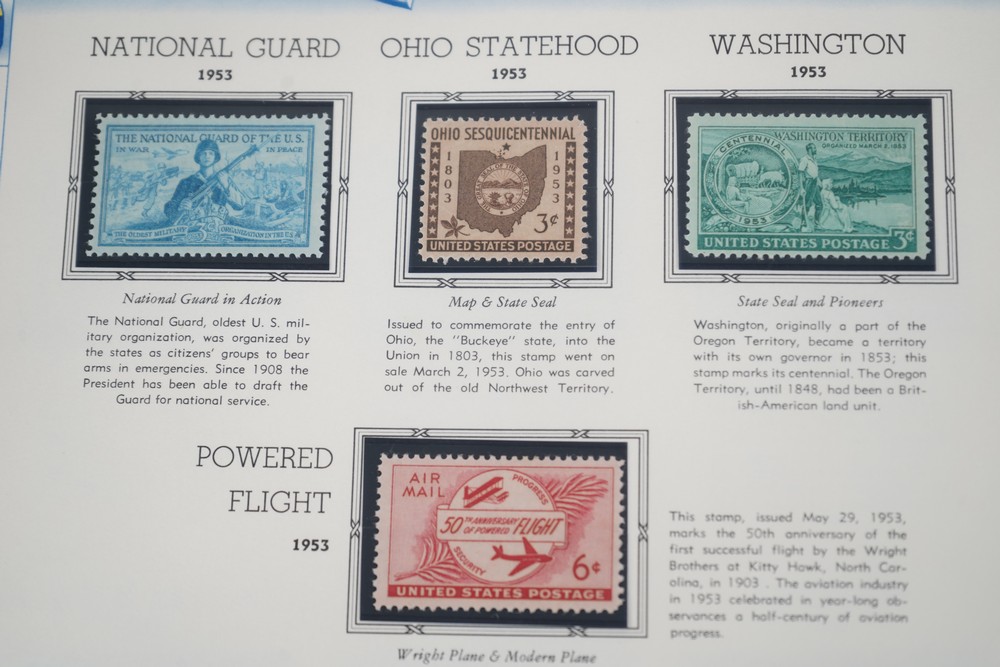 NATIONAL GUARD
1953
THE NATIONAL GUARD OF THE U.S.
IN WAR IN PEACE
3¢
THE OLDEST MILITARY ORGANIZATION IN THE U.S.
National Guard in Action
The National Guard, oldest U. S. mil-
itary organization, was organized by
the states as citizens' groups to bear
arms in emergencies. Since 1908 the
President has been able to draft the
Guard for national service.
OHIO STATEHOOD
1953
OHIO SESQUICENTENNIAL
1803
1953
3¢
UNITED STATES POSTAGE
Map & State Seal
Issued to commemorate the entry of
Ohio, the "Buckeye" state, into the
Union in 1803, this stamp went on
sale March 2, 1953. Ohio was carved
out of the old Northwest Territory.
WASHINGTON
1953
CENTENNIAL
1953
WASHINGTON TERRITORY
ORGANIZED MARCH 2, 1853
UNITED STATES POSTAGE 3¢
State Seal and Pioneers
Washington, originally a part of the
Oregon Territory, became a territory
with its own governor in 1853; this
stamp marks its centennial. The Oregon
Territory, until 1848, had been a Brit-
ish-American land unit.
POWERED
FLIGHT
1953
AIR
MAIL
PROGRESS
50TH ANNIVERSARY
OF POWERED FLIGHT
SECURITY
6¢
UNITED STATES POSTAGE
Wright Plane & Modern Plane
This stamp, issued May 29, 1953,
marks the 50th anniversary of the
first successful flight by the Wright
Brothers at Kitty Hawk, North Car-
olina, in 1903 . The aviation industry
in 1953 celebrated in year-long ob-
servances a half-century of aviation
progress.